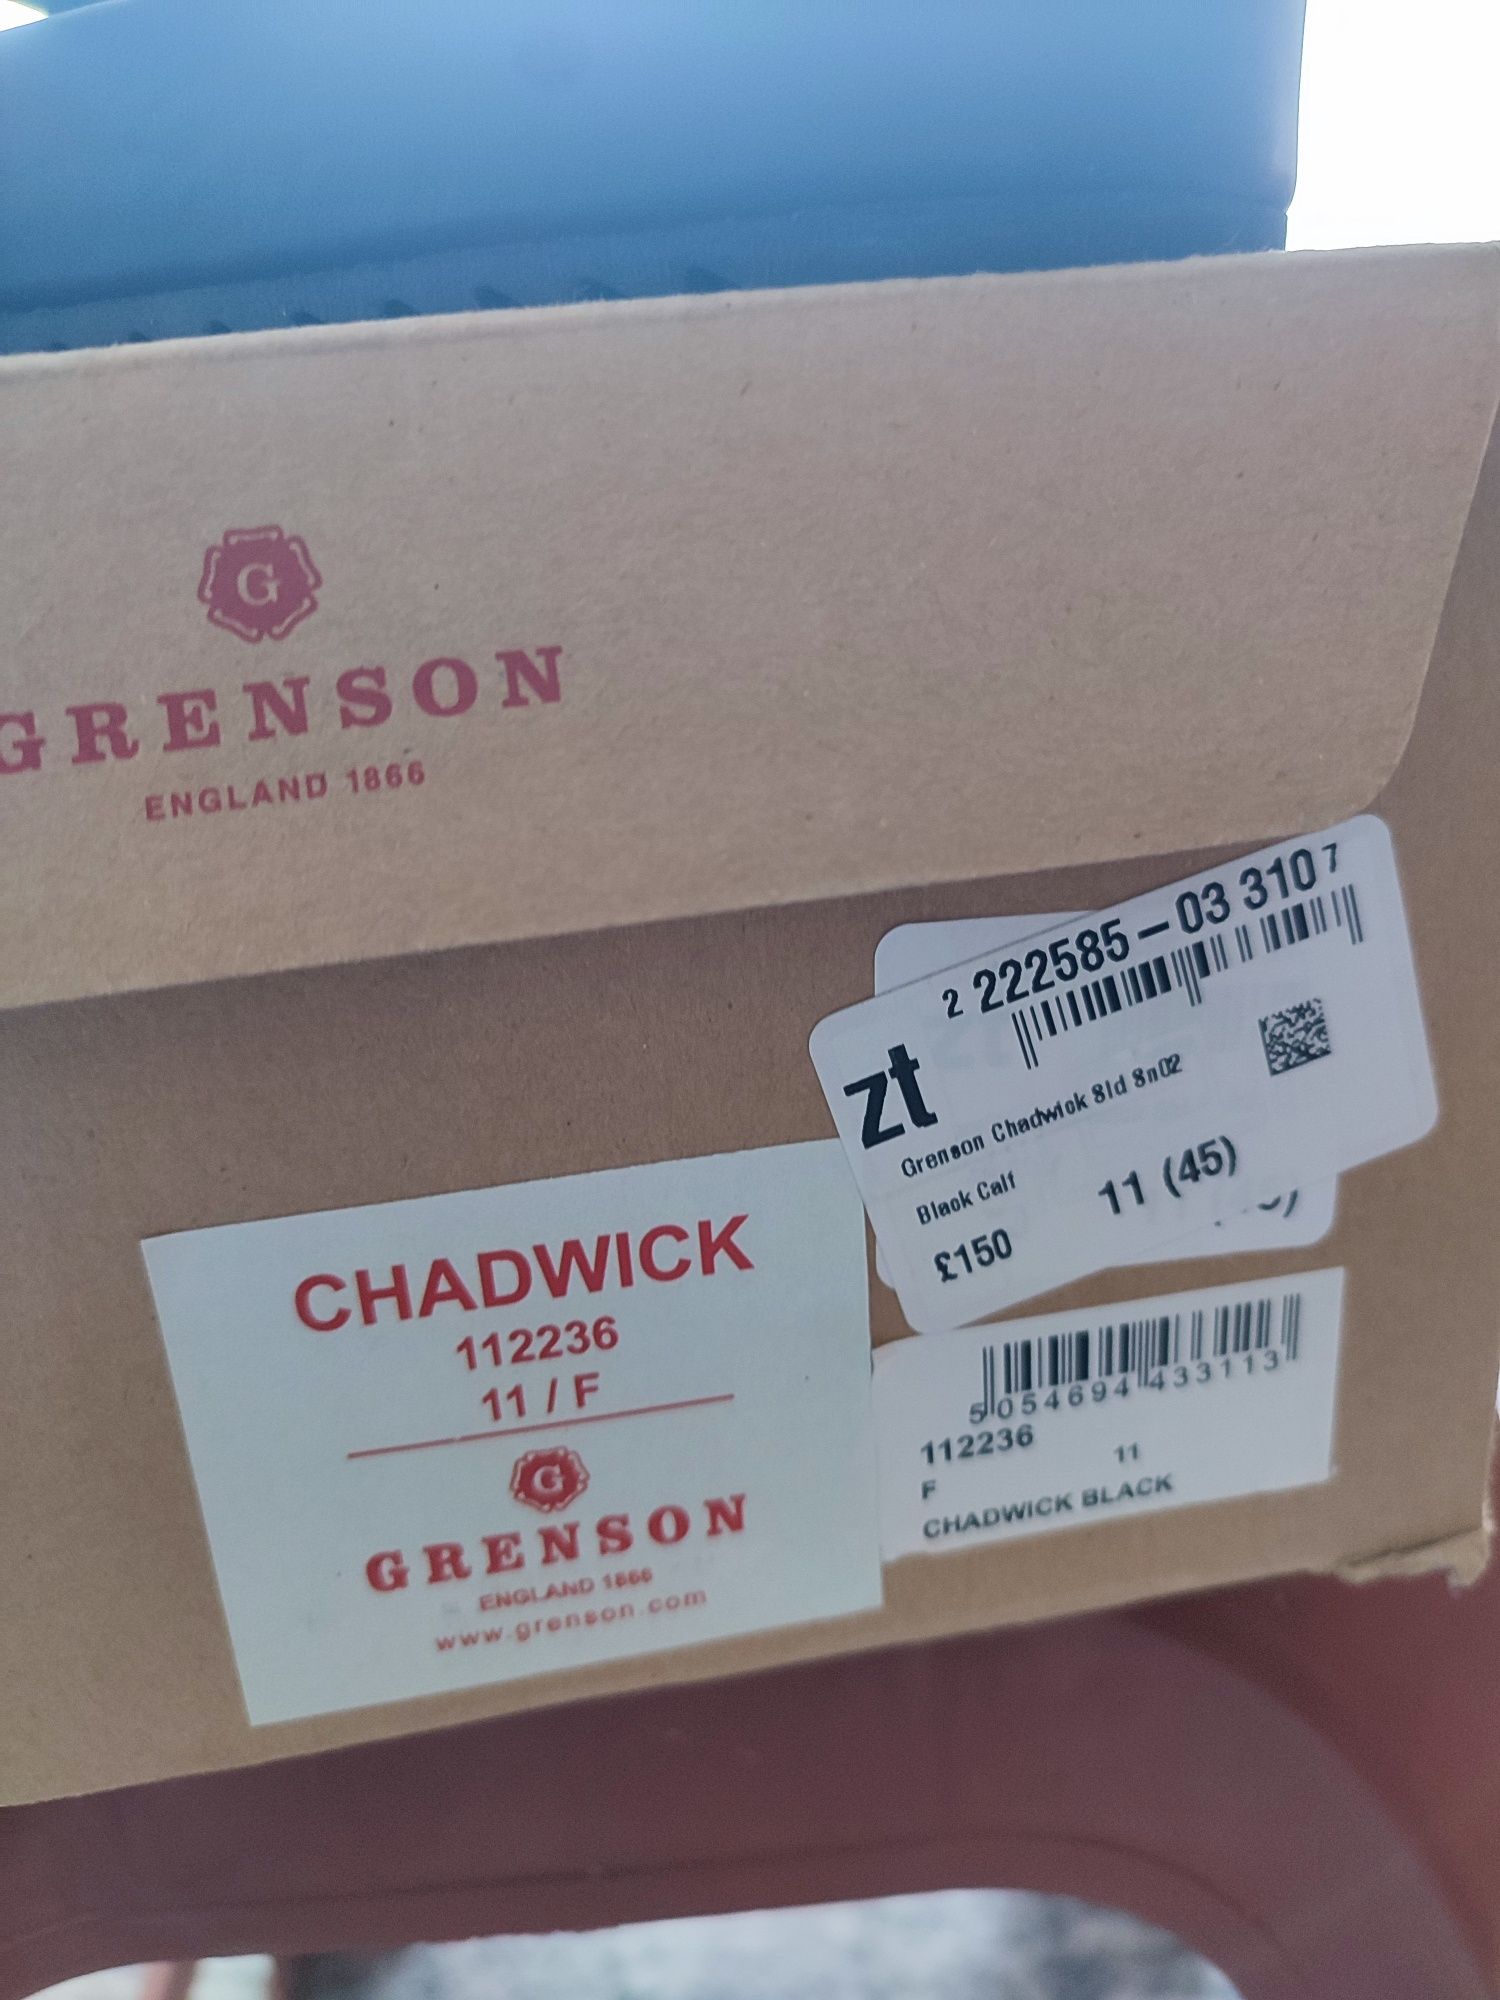 G
GRENSON
ENGLAND 1866
2 222585-03 310 7
zt
Grenson Chadwick Sld Sn02
Black Calf
11 (45)
£150
CHADWICK
112236
11 / F
G
GRENSON
ENGLAND 1866
www.grenson.com
5 054694 433113
112236
11
F
CHADWICK BLACK